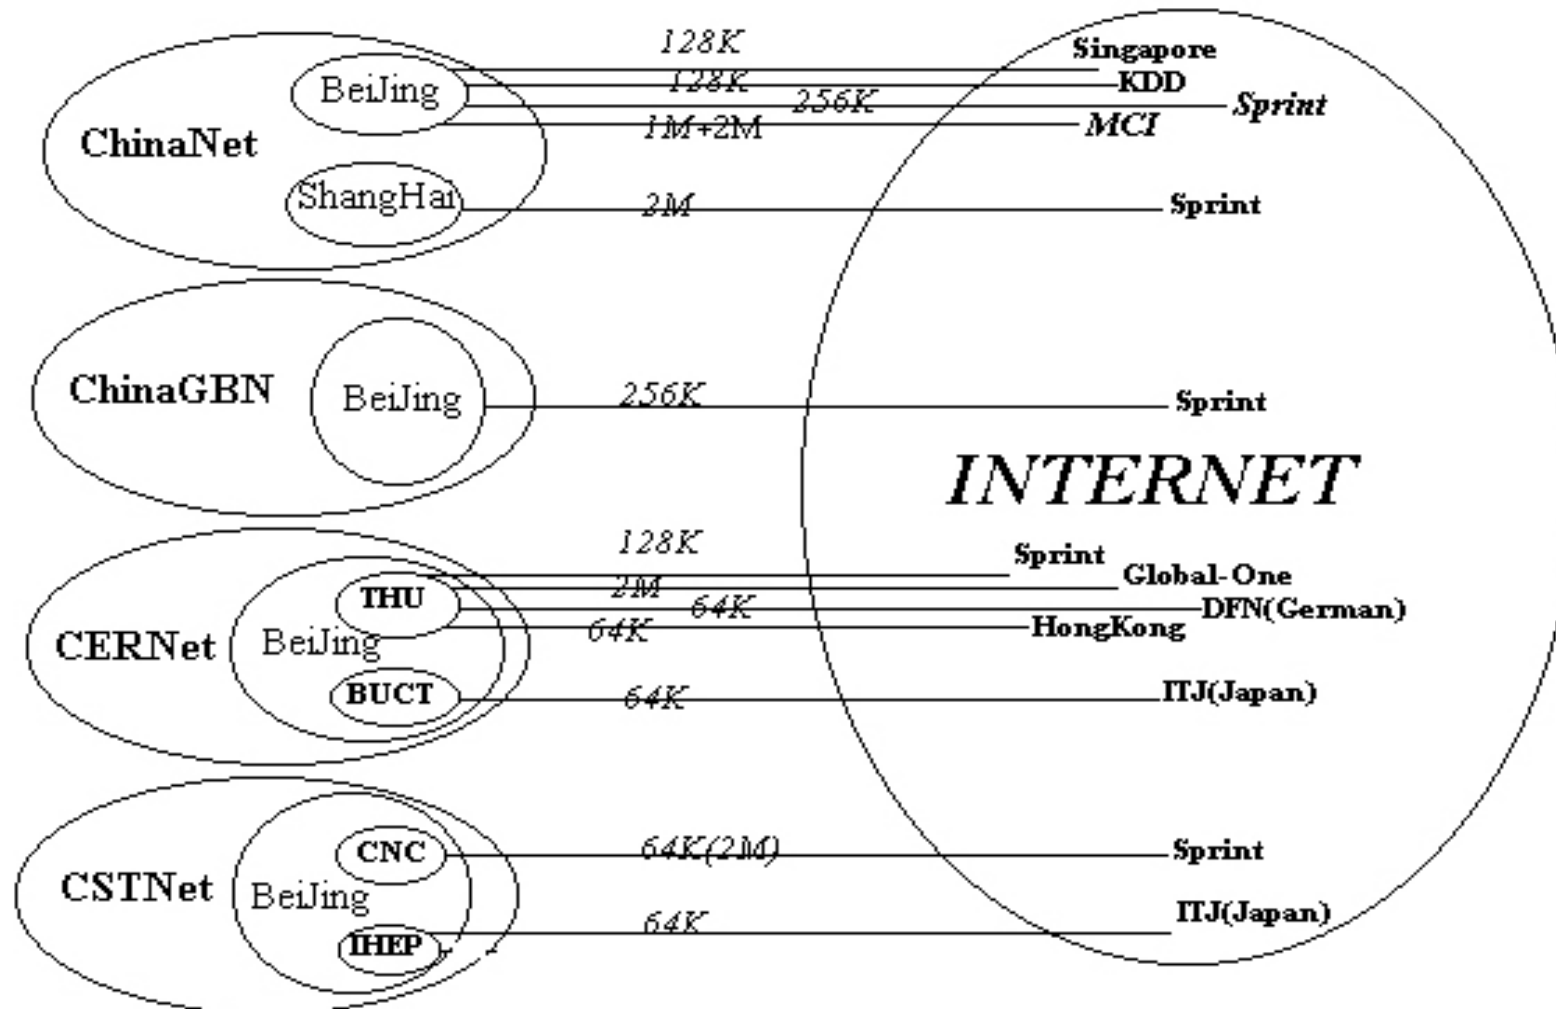 128K
Singapore
BeiJing
128K
KDD
256K
Sprint
ChinaNet
1M+2M
MCI
ShangHai
2M
Sprint
ChinaGBN
BeiJing
256K
Sprint
INTERNET
128K
Sprint
THU
2M
Global-One
64K
DFN(German)
CERNet
BeiJing
64K
HongKong
BUCT
64K
ITJ(Japan)
CNC
64K(2M)
Sprint
CSTNet
BeiJing
IHEP
64K
ITJ(Japan)